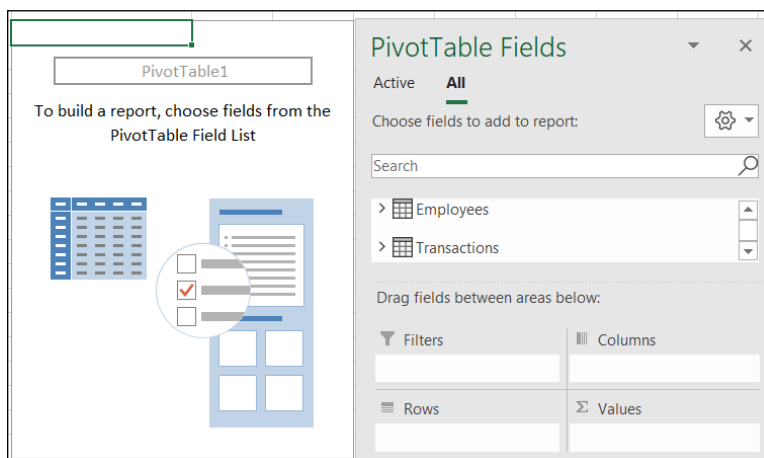 PivotTable1
To build a report, choose fields from the
PivotTable Field List
PivotTable Fields
Active All
Choose fields to add to report:
Search
Employees
Transactions
Drag fields between areas below:
Filters
Columns
Rows
Σ Values